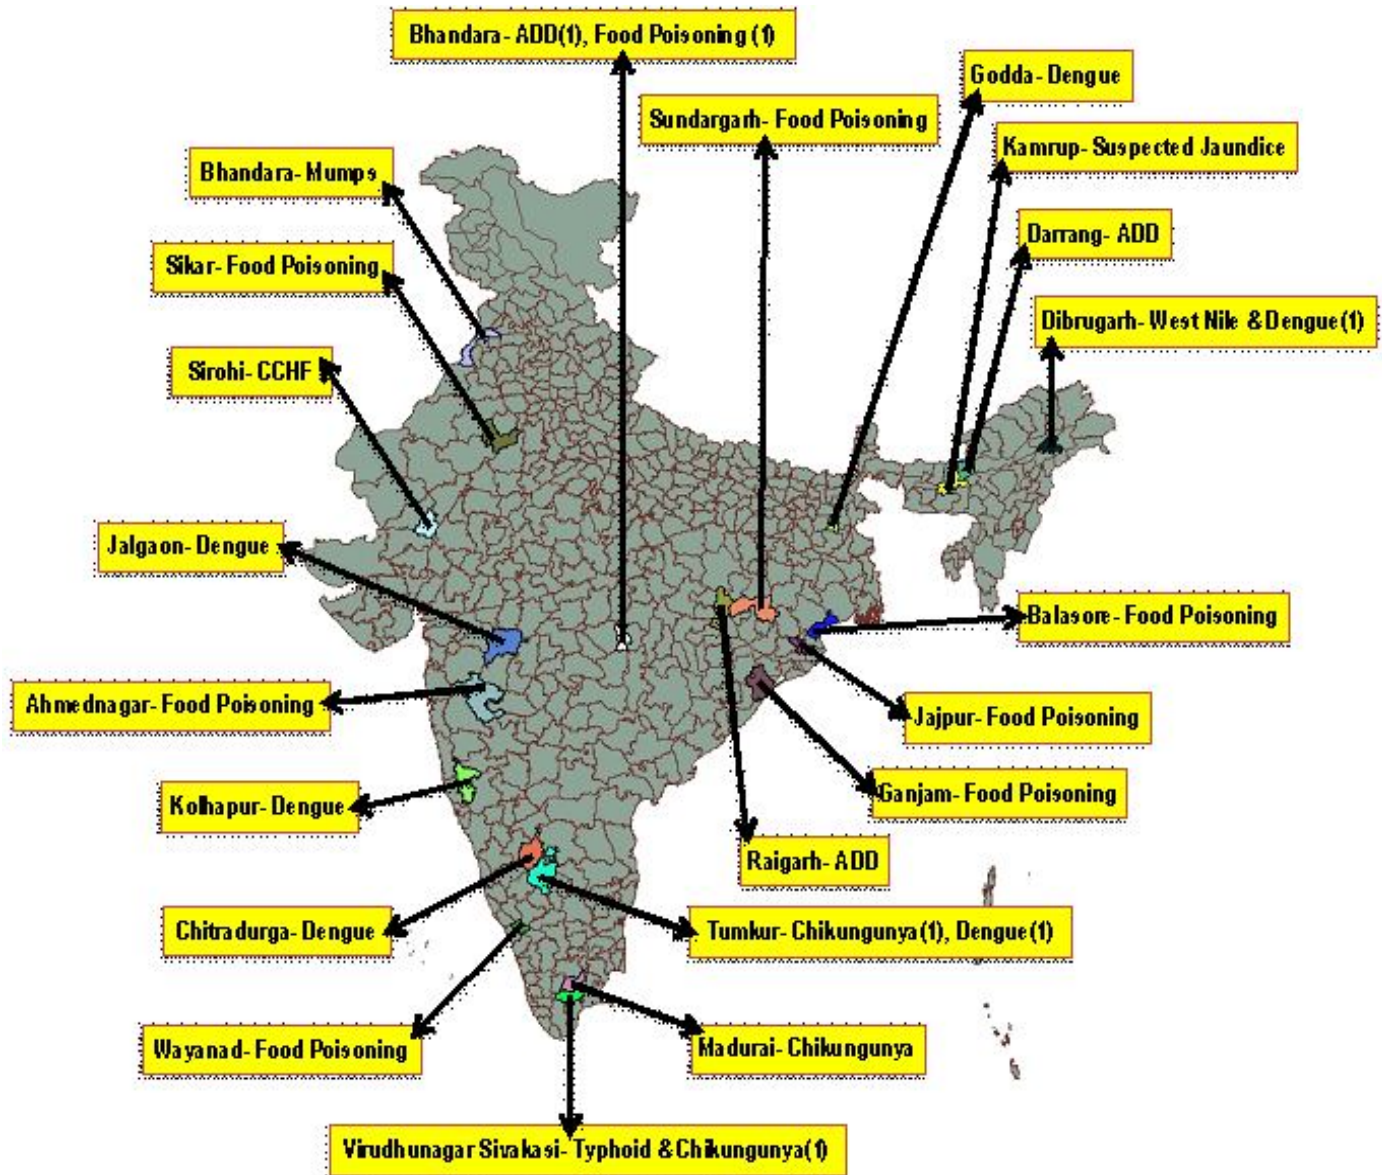 Bhandara- ADD(1), Food Poisoning (1)
Godda- Dengue
Sundargarh- Food Poisoning
Kamrup- Suspected Jaundice
Bhandara- Mumps
Darrang- ADD
Sikar- Food Poisoning
Dibrugarh- West Nile & Dengue(1)
Sirohi- CCHF
Jalgaon- Dengue
Balasore- Food Poisoning
Ahmednagar- Food Poisoning
Jajpur- Food Poisoning
Ganjam- Food Poisoning
Kolhapur- Dengue
Raigarh- ADD
Chitradurga- Dengue
Tumkur- Chikungunya(1), Dengue(1)
Wayanad- Food Poisoning
Madurai- Chikungunya
Virudhunagar Sivakasi- Typhoid & Chikungunya(1)